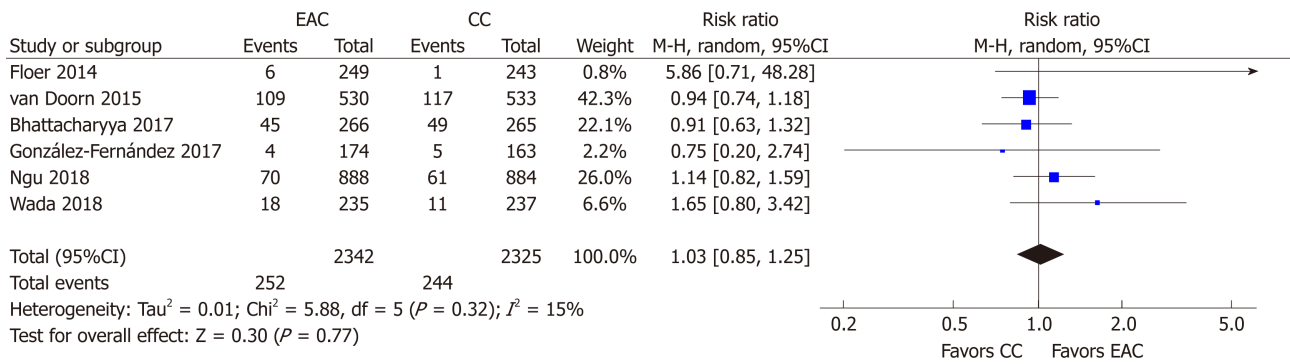 EAC CC Risk ratio Risk ratio
Study or subgroup Events Total Events Total Weight M-H, random, 95%CI M-H, random, 95%CI
Floer 2014 6 249 1 243 0.8% 5.86 [0.71, 48.28]
van Doorn 2015 109 530 117 533 42.3% 0.94 [0.74, 1.18]
Bhattacharyya 2017 45 266 49 265 22.1% 0.91 [0.63, 1.32]
González-Fernández 2017 4 174 5 163 2.2% 0.75 [0.20, 2.74]
Ngu 2018 70 888 61 884 26.0% 1.14 [0.82, 1.59]
Wada 2018 18 235 11 237 6.6% 1.65 [0.80, 3.42]
Total (95%CI) 2342 2325 100.0% 1.03 [0.85, 1.25]
Total events 252 244
Heterogeneity: Tau² = 0.01; Chi² = 5.88, df = 5 (P = 0.32); I² = 15%
Test for overall effect: Z = 0.30 (P = 0.77)
0.2 0.5 1.0 2.0 5.0
Favors CC Favors EAC